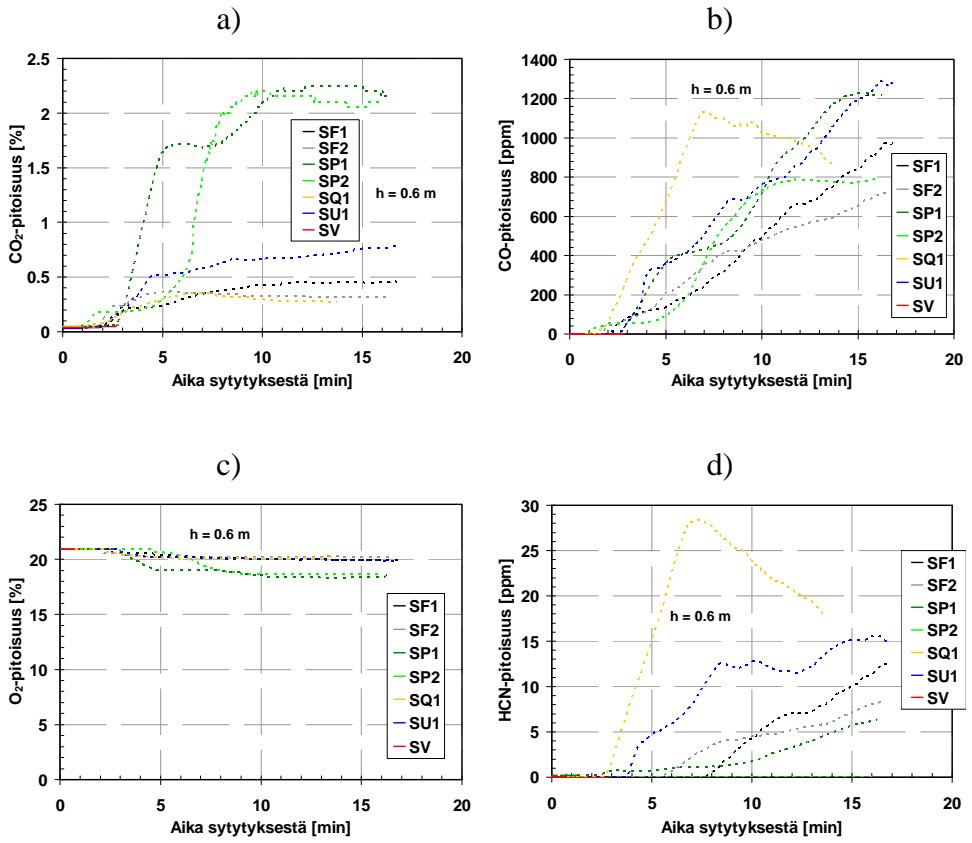 a)
2.5
2
1.5
1
0.5
0
CO₂-pitoisuus [%]
SF1
SF2
SP1
SP2
SQ1
SU1
SV
h = 0.6 m
0 5 10 15 20
Aika sytytyksestä [min]
b)
1400
1200
1000
800
600
400
200
0
CO-pitoisuus [ppm]
h = 0.6 m
SF1
SF2
SP1
SP2
SQ1
SU1
SV
0 5 10 15 20
Aika sytytyksestä [min]
c)
25
20
15
10
5
0
O₂-pitoisuus [%]
h = 0.6 m
SF1
SF2
SP1
SP2
SQ1
SU1
SV
0 5 10 15 20
Aika sytytyksestä [min]
d)
30
25
20
15
10
5
0
HCN-pitoisuus [ppm]
h = 0.6 m
SF1
SF2
SP1
SP2
SQ1
SU1
SV
0 5 10 15 20
Aika sytytyksestä [min]